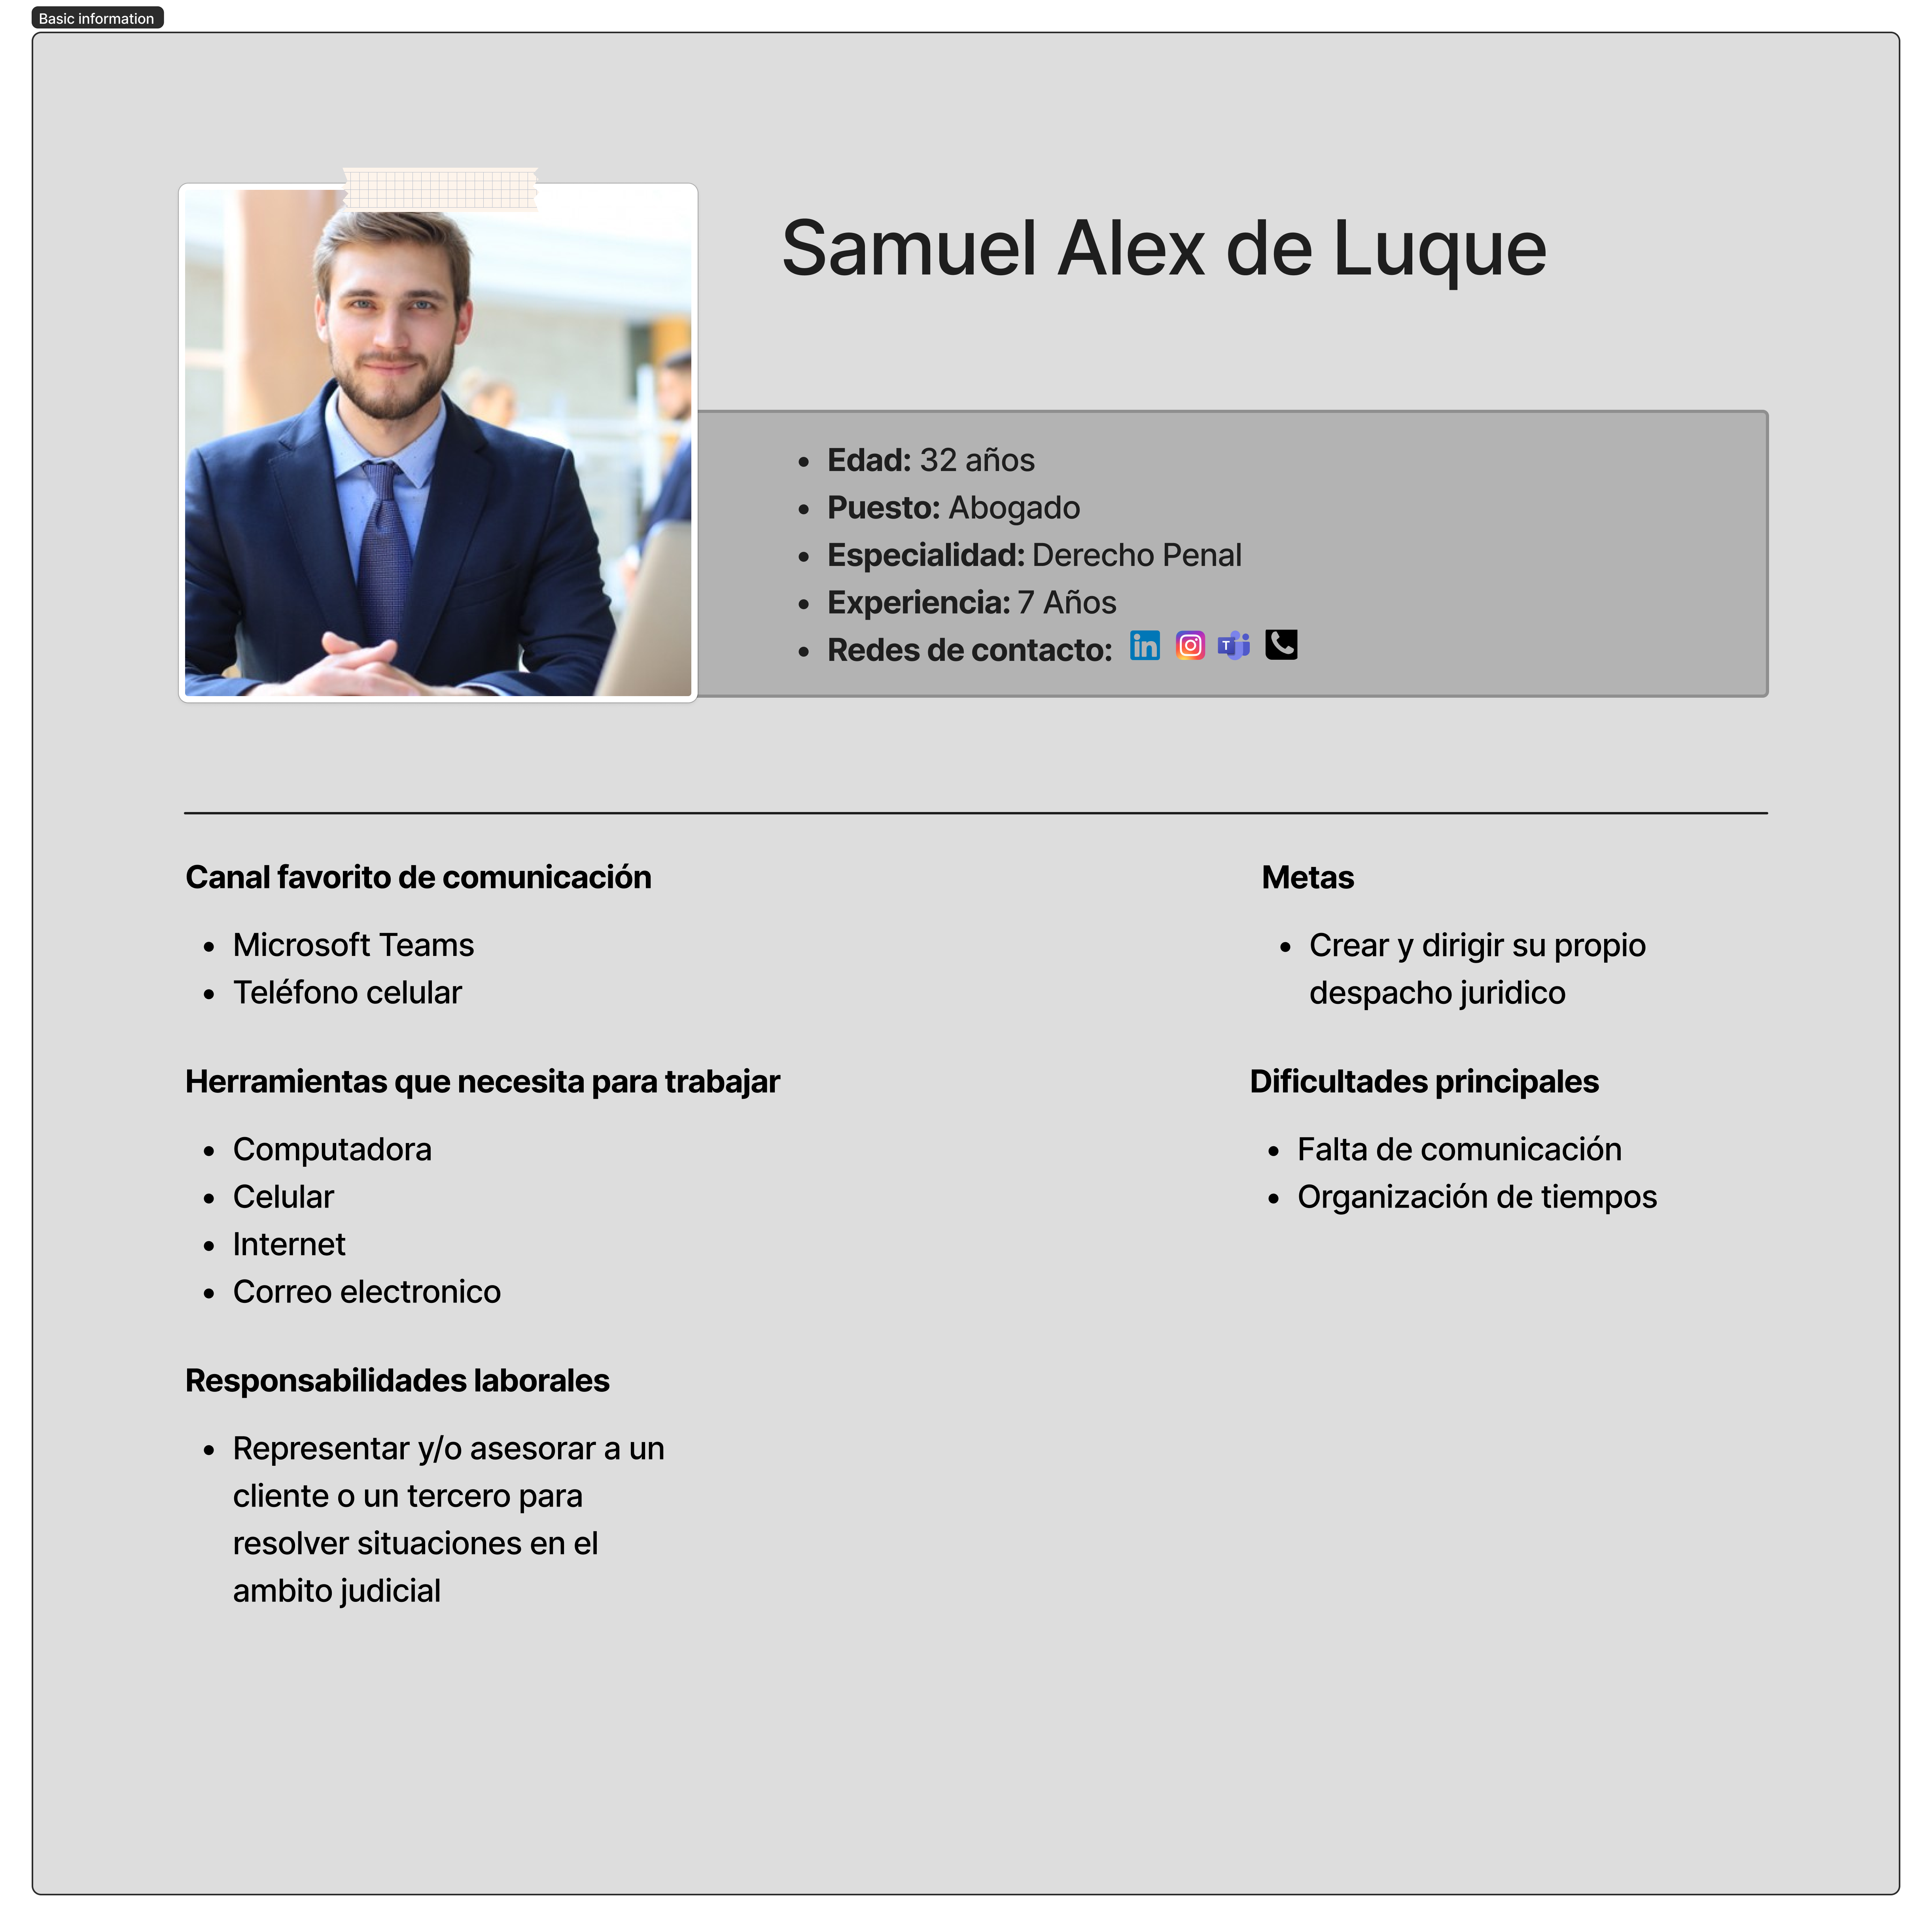 Basic information
Samuel Alex de Luque
Edad: 32 años
Puesto: Abogado
Especialidad: Derecho Penal
Experiencia: 7 Años
Redes de contacto:
Canal favorito de comunicación
Microsoft Teams
Teléfono celular
Herramientas que necesita para trabajar
Computadora
Celular
Internet
Correo electronico
Responsabilidades laborales
Representar y/o asesorar a un
cliente o un tercero para
resolver situaciones en el
ambito judicial
Metas
Crear y dirigir su propio
despacho juridico
Dificultades principales
Falta de comunicación
Organización de tiempos